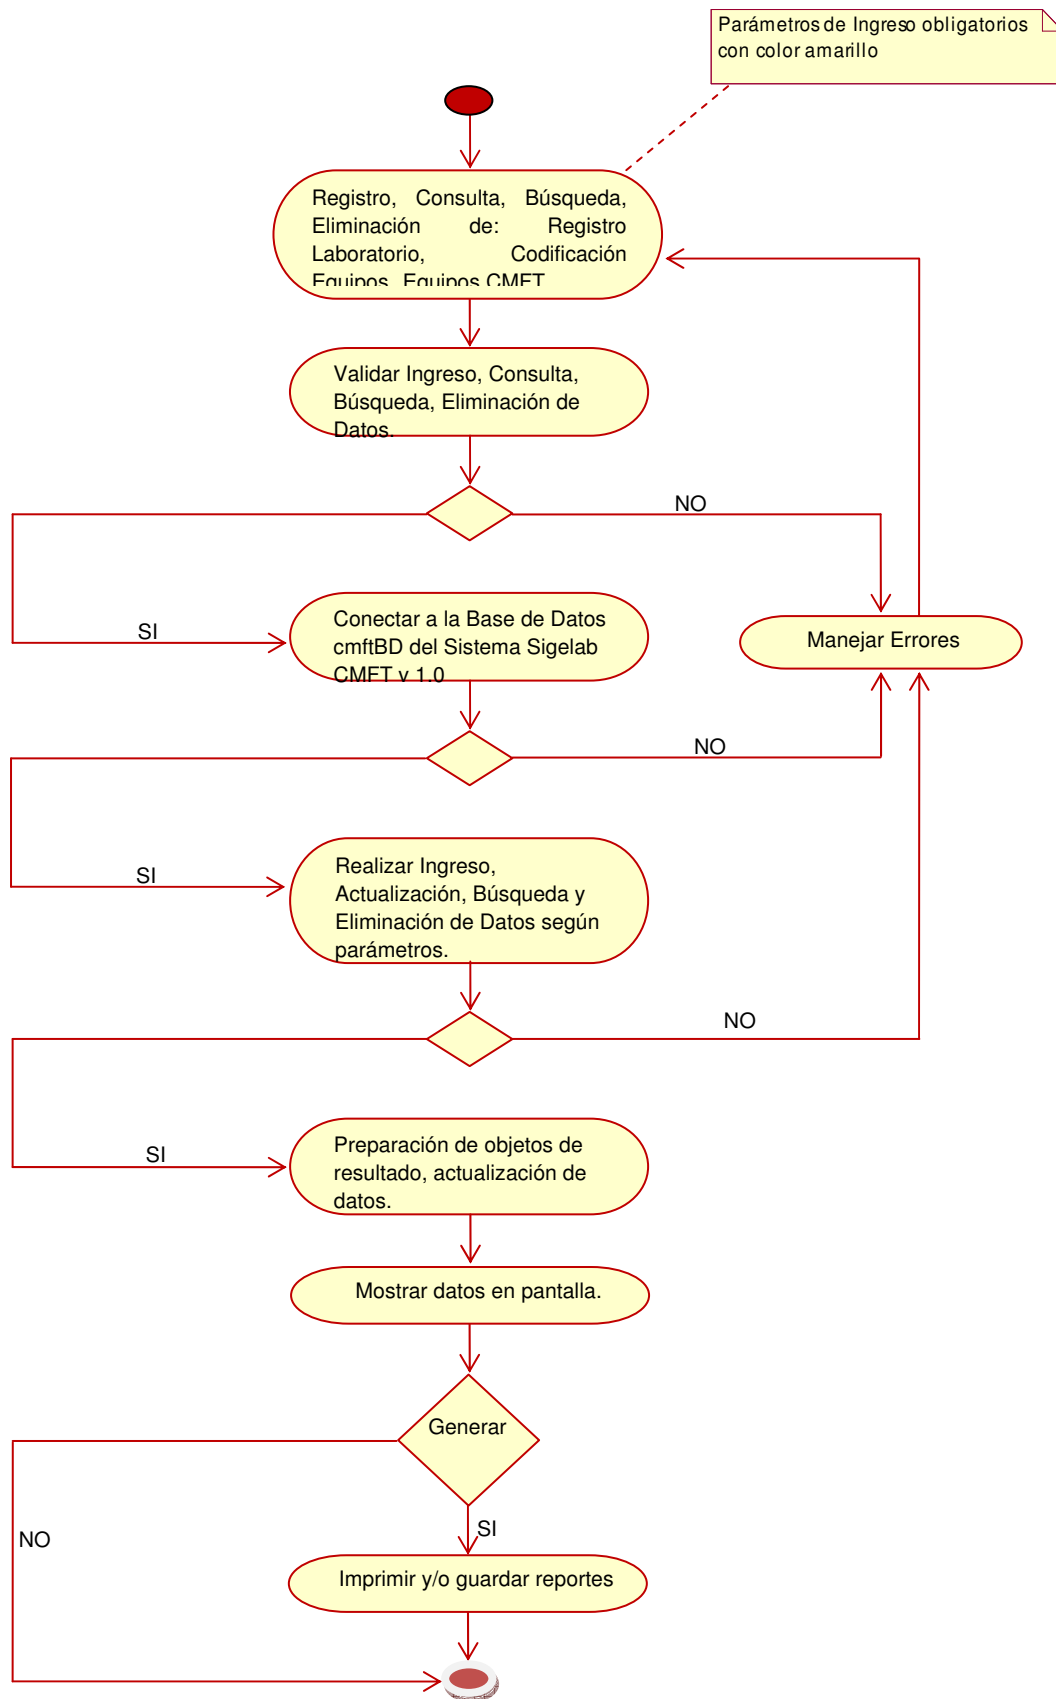 Parámetros de Ingreso obligatorios
con color amarillo
Registro, Consulta, Búsqueda,
Eliminación de: Registro
Laboratorio, Codificación
Equipos, Equipos CMFT
Validar Ingreso, Consulta,
Búsqueda, Eliminación de
Datos.
NO
SI
Conectar a la Base de Datos
cmftBD del Sistema Sigelab
CMFT v 1.0
Manejar Errores
NO
SI
Realizar Ingreso,
Actualización, Búsqueda y
Eliminación de Datos según
parámetros.
NO
SI
Preparación de objetos de
resultado, actualización de
datos.
Mostrar datos en pantalla.
Generar
NO
SI
Imprimir y/o guardar reportes